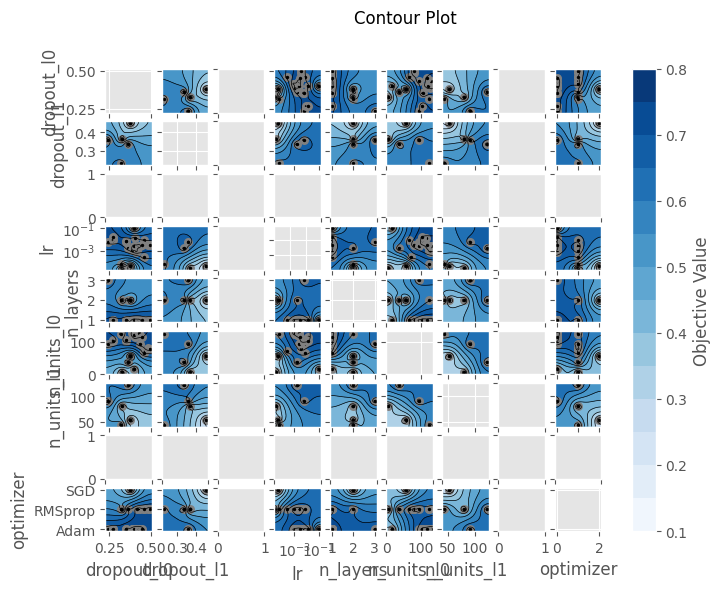 Contour Plot
dropout_l0
0.50
0.25
dropout_l1
0.4
0.3
1
0
lr
10⁻¹
10⁻³
n_layers
3
2
1
n_units_l0
100
0
n_units_l1
100
50
1
0
optimizer
SGD
RMSprop
Adam
0.25 0.50 0.3 0.4 0 1 10⁻³ 10⁻¹ 1 2 3 0 100 50 100 0 1 0 2
dropout_l0 dropout_l1 lr n_layers n_units_l0 n_units_l1 optimizer
0.8
0.7
0.6
0.5
0.4
0.3
0.2
0.1
Objective Value